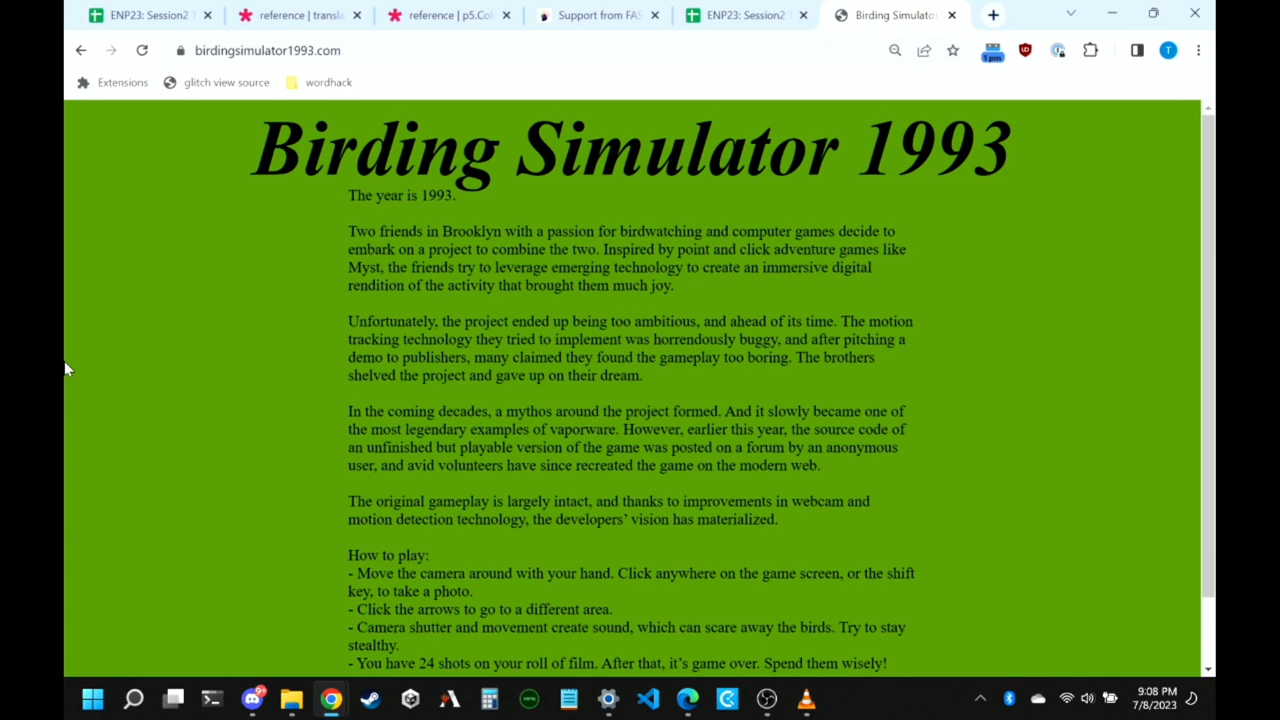 ENP23: Session2
reference | transla
reference | p5.Col
Support from FAS
ENP23: Session2
Birding Simulato
birdingsimulator1993.com
1pm
T
Extensions
glitch view source
wordhack
Birding Simulator 1993
The year is 1993.
Two friends in Brooklyn with a passion for birdwatching and computer games decide to
embark on a project to combine the two. Inspired by point and click adventure games like
Myst, the friends try to leverage emerging technology to create an immersive digital
rendition of the activity that brought them much joy.
Unfortunately, the project ended up being too ambitious, and ahead of its time. The motion
tracking technology they tried to implement was horrendously buggy, and after pitching a
demo to publishers, many claimed they found the gameplay too boring. The brothers
shelved the project and gave up on their dream.
In the coming decades, a mythos around the project formed. And it slowly became one of
the most legendary examples of vaporware. However, earlier this year, the source code of
an unfinished but playable version of the game was posted on a forum by an anonymous
user, and avid volunteers have since recreated the game on the modern web.
The original gameplay is largely intact, and thanks to improvements in webcam and
motion detection technology, the developers’ vision has materialized.
How to play:
- Move the camera around with your hand. Click anywhere on the game screen, or the shift
key, to take a photo.
- Click the arrows to go to a different area.
- Camera shutter and movement create sound, which can scare away the birds. Try to stay
stealthy.
- You have 24 shots on your roll of film. After that, it’s game over. Spend them wisely!
9:08 PM
7/8/2023